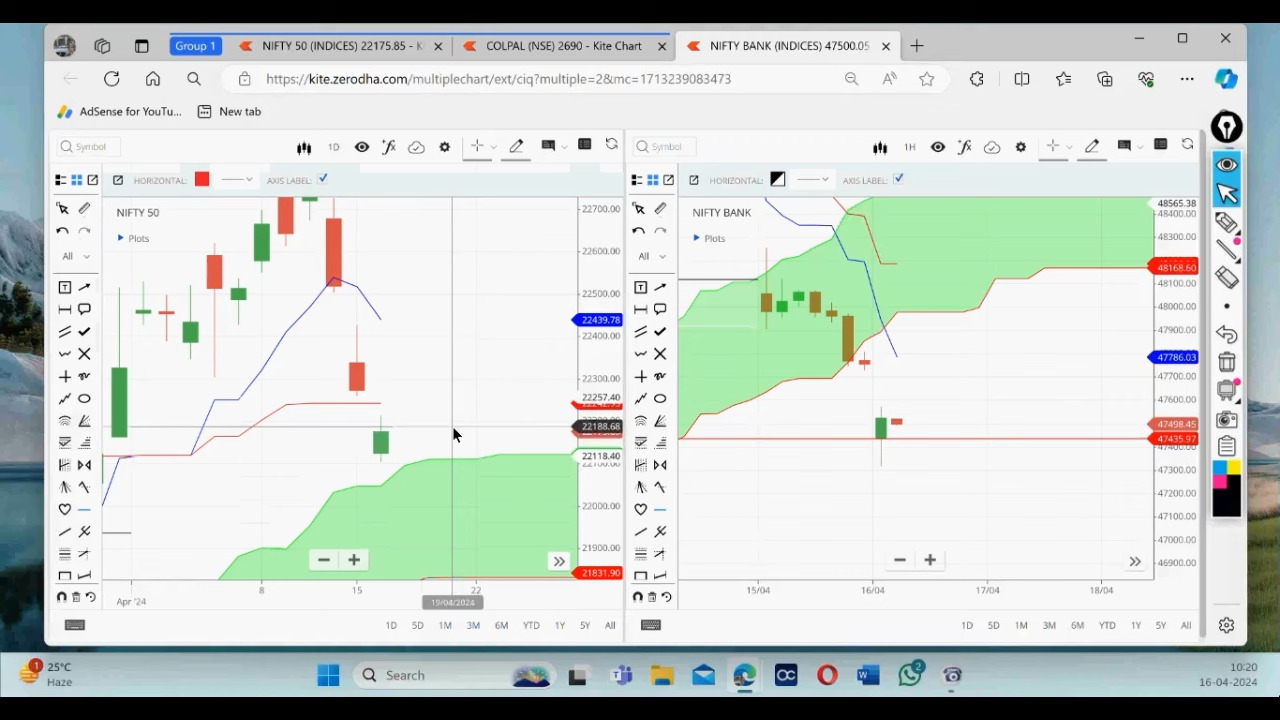 Group 1 NIFTY 50 (INDICES) 22175.85 - K COLPAL (NSE) 2690 - Kite Chart NIFTY BANK (INDICES) 47500.05
https://kite.zerodha.com/multiplechart/ext/ciq?multiple=2&mc=1713239083473
AdSense for YouTu... New tab
Symbol 1D
HORIZONTAL: AXIS LABEL:
NIFTY 50
Plots
All
22700.00
22600.00
22500.00
22439.78
22400.00
22300.00
22257.40
22188.68
22118.40
22000.00
21900.00
21831.90
Apr '24 8 15 22
19/04/2024
1D 5D 1M 3M 6M YTD 1Y 5Y All
Symbol 1H
HORIZONTAL: AXIS LABEL:
NIFTY BANK
Plots
All
48565.38
48400.00
48300.00
48168.60
48100.00
48000.00
47900.00
47786.03
47700.00
47600.00
47498.45
47435.97
47300.00
47200.00
47100.00
47000.00
46900.00
15/04 16/04 17/04 18/04
1D 5D 1M 3M 6M YTD 1Y 5Y All
1 25°C
Haze
Search
2
10:20
16-04-2024